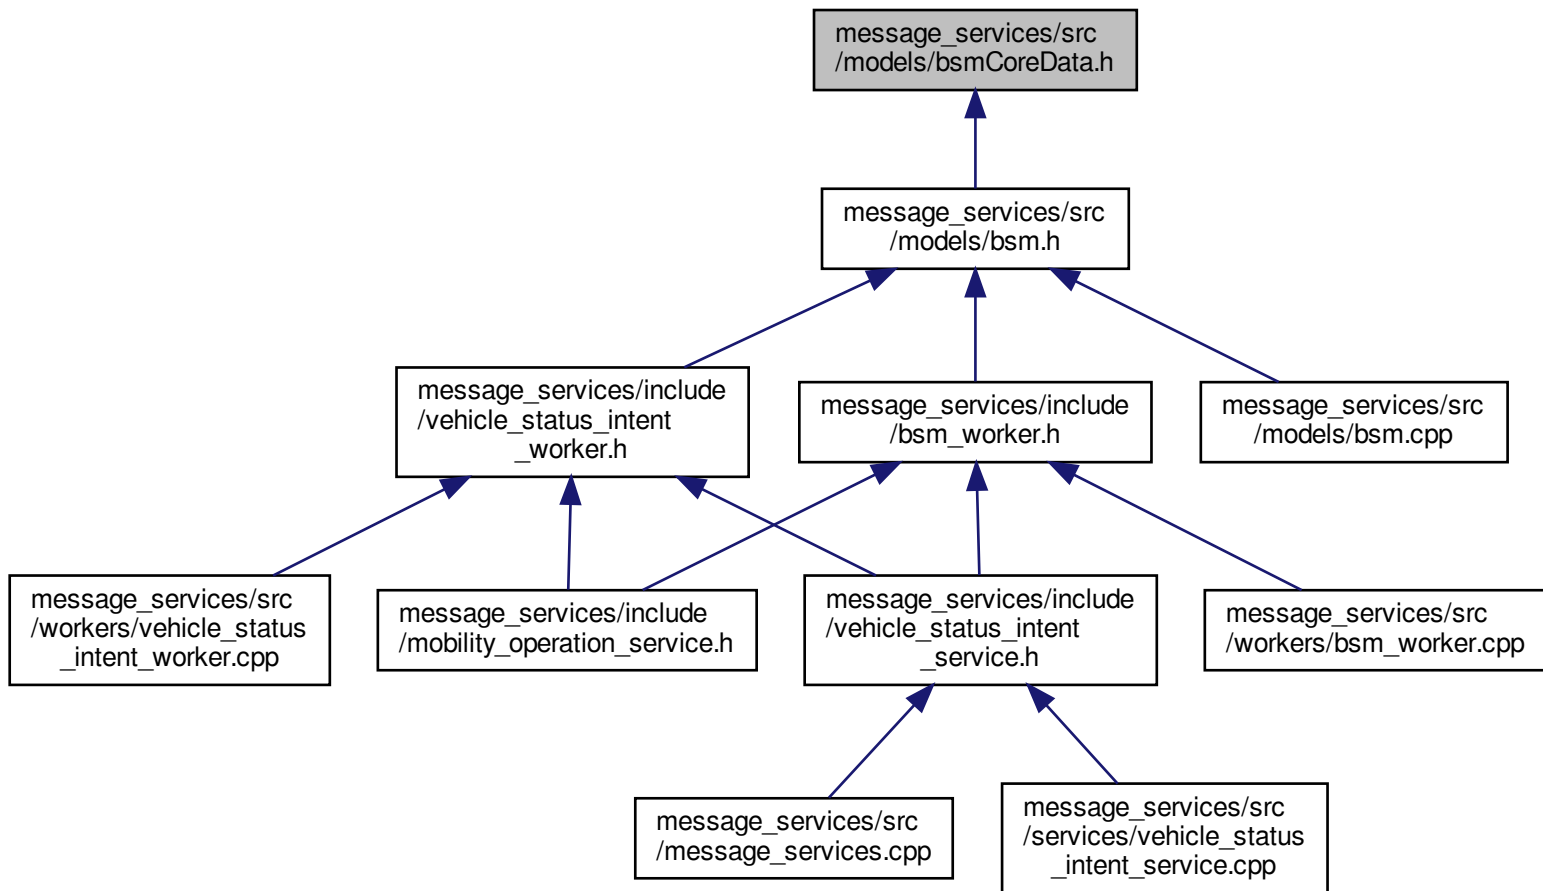 message_services/src
/models/bsmCoreData.h
message_services/src
/models/bsm.h
message_services/include
/vehicle_status_intent
_worker.h
message_services/include
/bsm_worker.h
message_services/src
/models/bsm.cpp
message_services/src
/workers/vehicle_status
_intent_worker.cpp
message_services/include
/mobility_operation_service.h
message_services/include
/vehicle_status_intent
_service.h
message_services/src
/workers/bsm_worker.cpp
message_services/src
/message_services.cpp
message_services/src
/services/vehicle_status
_intent_service.cpp